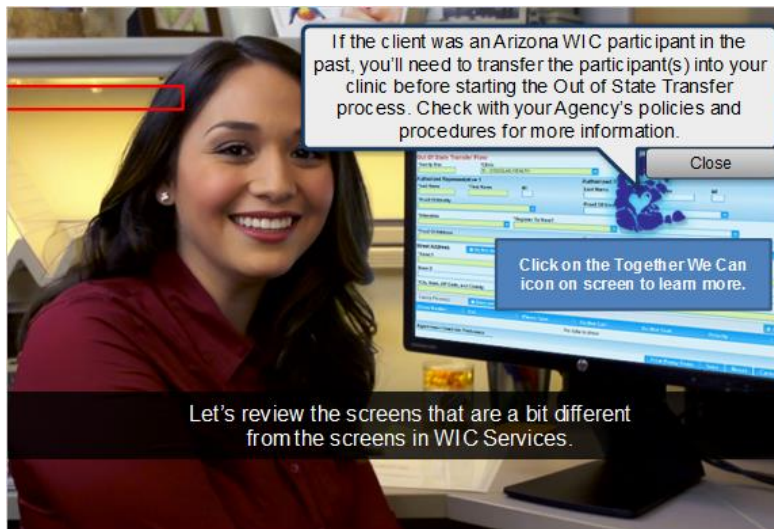 If the client was an Arizona WIC participant in the
past, you'll need to transfer the participant(s) into your
clinic before starting the Out of State Transfer
process. Check with your Agency's policies and
procedures for more information.
Close
Out Of State Transfer Flow
Click on the Together We Can
icon on screen to learn more.
Let's review the screens that are a bit different
from the screens in WIC Services.